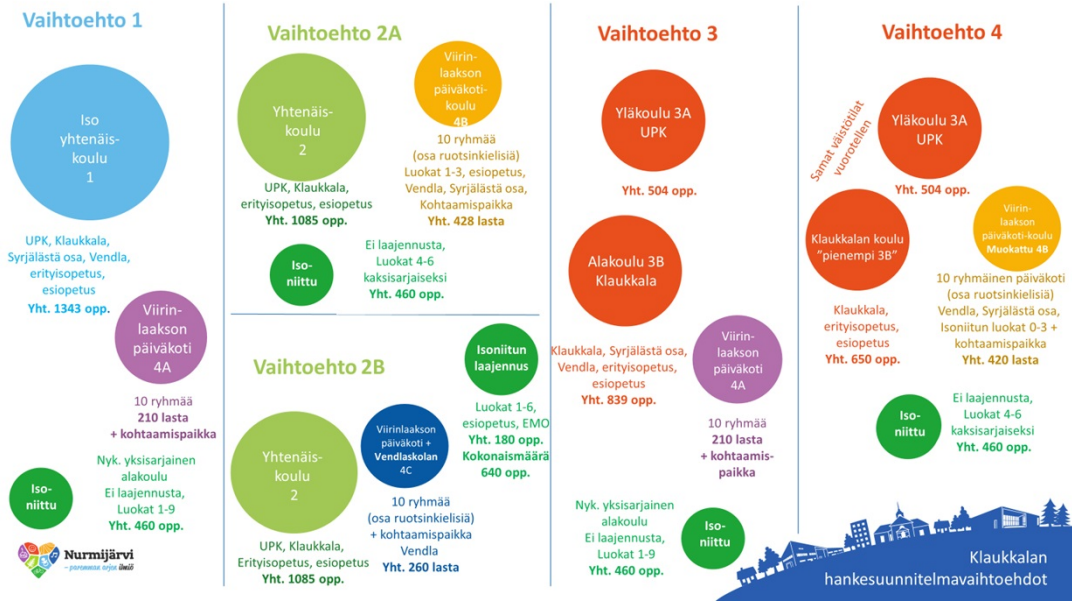 Vaihtoehto 1
Iso
yhtenäis-
koulu
1
UPK, Klaukkala,
Syrjälästä osa, Vendla,
erityisopetus,
esiopetus
Yht. 1343 opp.
Viirin-
laakson
päiväkoti
4A
10 ryhmää
210 lasta
+ kohtaamispaikka
Iso-
niittu
Nyk. yksisarjainen
alakoulu
Ei laajennusta,
Luokat 1-9
Yht. 460 opp.
Nurmijärvi
– parempaa arjen ilmiö
Vaihtoehto 2A
Yhtenäis-
koulu
2
UPK, Klaukkala,
erityisopetus, esiopetus
Yht. 1085 opp.
Viirin-
laakson
päiväkoti-
koulu
4B
10 ryhmää
(osa ruotsinkielisiä)
Luokat 1-3, esiopetus,
Vendla, Syrjälästä osa,
Kohtaamispaikka
Yht. 428 lasta
Iso-
niittu
Ei laajennusta,
Luokat 4-6
kaksisarjaiseksi
Yht. 460 opp.
Vaihtoehto 2B
Yhtenäis-
koulu
2
UPK, Klaukkala,
Erityisopetus, esiopetus
Yht. 1085 opp.
Viirinlaakson
päiväkoti +
Vendlaskolan
4C
10 ryhmää
(osa ruotsinkielisiä)
+ kohtaamispaikka
Vendla
Yht. 260 lasta
Isoniitun
laajennus
Luokat 1-6,
esiopetus, EMO
Yht. 180 opp.
Kokonaismäärä
640 opp.
Vaihtoehto 3
Yläkoulu 3A
UPK
Yht. 504 opp.
Alakoulu 3B
Klaukkala
Klaukkala, Syrjälästä osa,
Vendla, erityisopetus,
esiopetus
Yht. 839 opp.
Viirin-
laakson
päiväkoti
4A
10 ryhmää
210 lasta
+ kohtaamis-
paikka
Nyk. yksisarjainen
alakoulu
Ei laajennusta,
Luokat 1-9
Yht. 460 opp.
Iso-
niittu
Vaihtoehto 4
Samat väistötilat
vuorotellen
Yläkoulu 3A
UPK
Yht. 504 opp.
Klaukkalan koulu
”pienempi 3B”
Klaukkala,
erityisopetus,
esiopetus
Yht. 650 opp.
Viirin-
laakson
päiväkoti-koulu
Muokattu 4B
10 ryhmäinen päiväkoti
(osa ruotsinkielisiä)
Vendla, Syrjälästä osa,
Isoniitun luokat 0-3 +
kohtaamispaikka
Yht. 420 lasta
Iso-
niittu
Ei laajennusta,
Luokat 4-6
kaksisarjaiseksi
Yht. 460 opp.
Klaukkalan
hankesuunnitelmavaihtoehdot